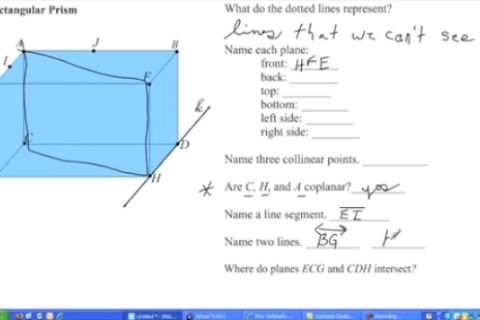 ctangular Prism
What do the dotted lines represent?
lines that we can't see
Name each plane:
front: HFE
back:
top:
bottom:
left side:
right side:
Name three collinear points.
* Are C, H, and A coplanar? yes
Name a line segment. EI
Name two lines. BG
Where do planes ECG and CDH intersect?
A
J
B
I
k
D
H